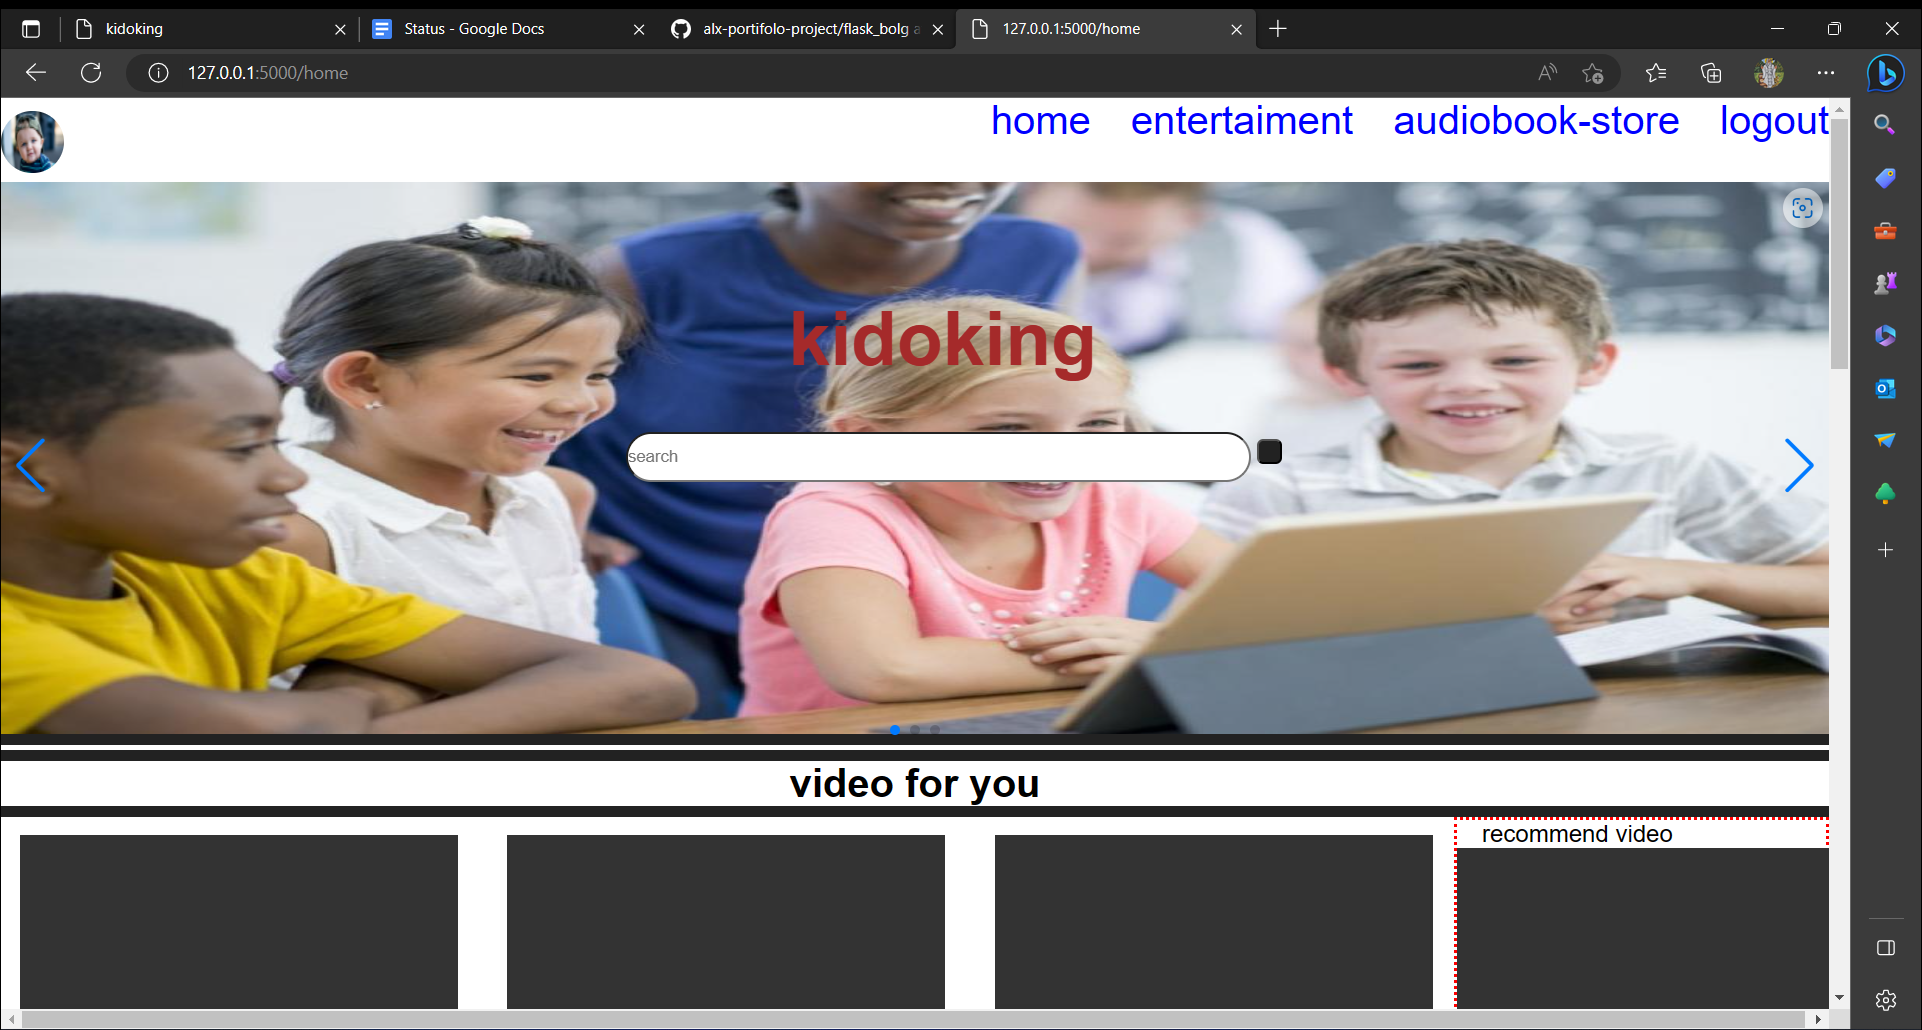 kidoking
Status - Google Docs
alx-portifolo-project/flask_bolg a
127.0.0.1:5000/home
127.0.0.1:5000/home
home entertaiment audiobook-store logout
kidoking
search
video for you
recommend video